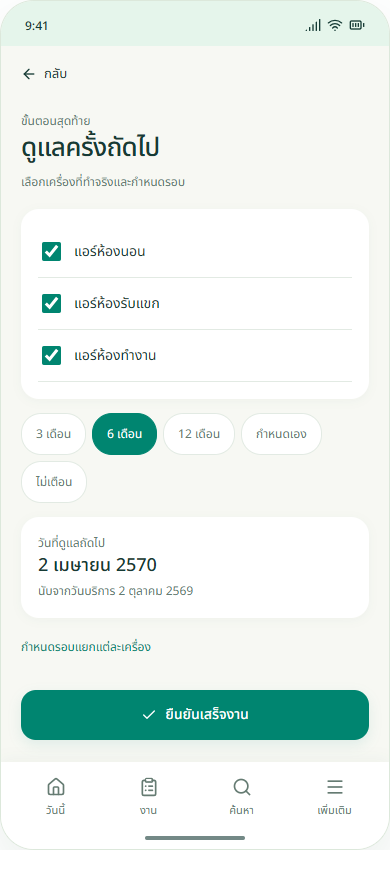 9:41
กลับ
ขั้นตอนสุดท้าย
ดูแลครั้งถัดไป
เลือกเครื่องที่ทำจริงและกำหนดรอบ
แอร์ห้องนอน
แอร์ห้องรับแขก
แอร์ห้องทำงาน
3 เดือน
6 เดือน
12 เดือน
กำหนดเอง
ไม่เตือน
วันที่ดูแลถัดไป
2 เมษายน 2570
นับจากวันบริการ 2 ตุลาคม 2569
กำหนดรอบแยกแต่ละเครื่อง
ยืนยันเสร็จงาน
วันนี้
งาน
ค้นหา
เพิ่มเติม